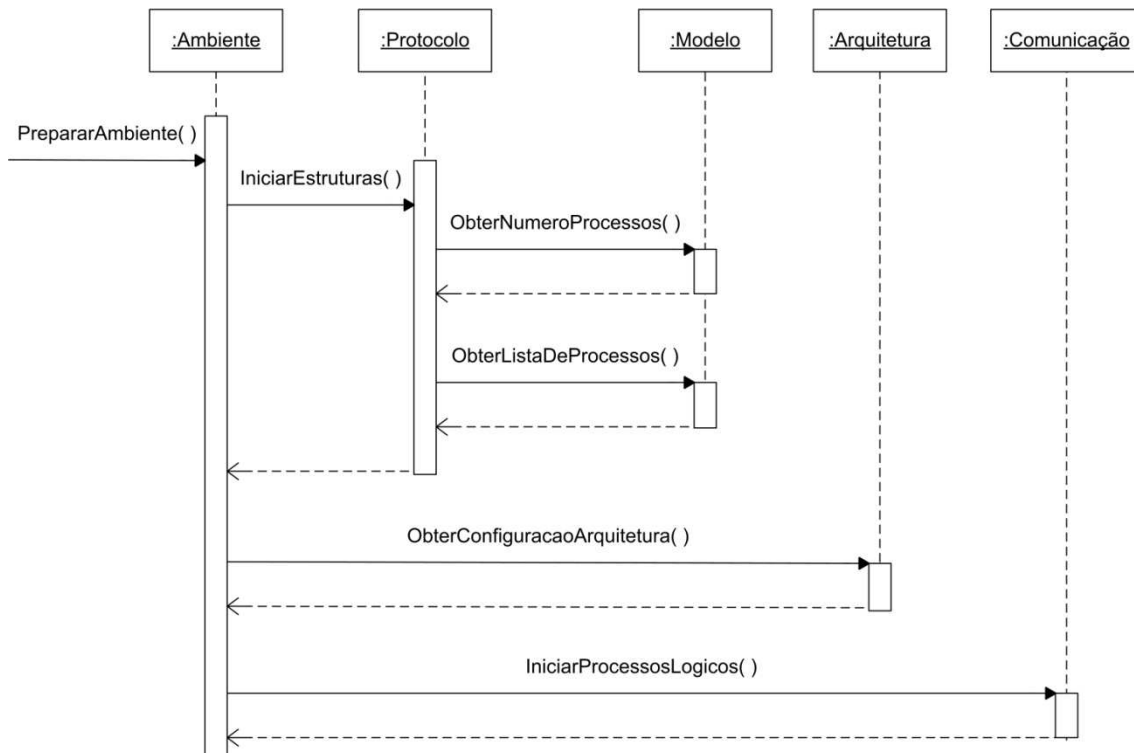 :Ambiente
:Protocolo
:Modelo
:Arquitetura
:Comunicação
PrepararAmbiente( )
IniciarEstruturas( )
ObterNumeroProcessos( )
ObterListaDeProcessos( )
ObterConfiguracaoArquitetura( )
IniciarProcessosLogicos( )